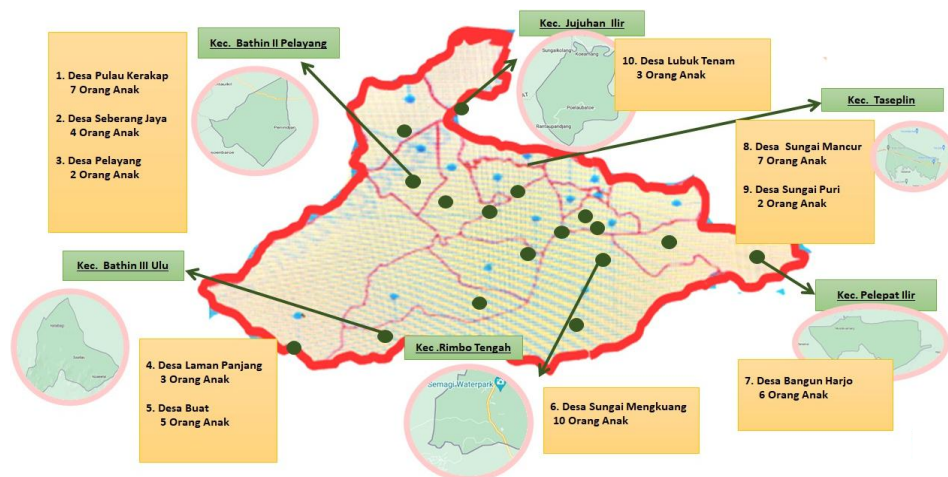 Kec. Bathin II Pelayang
1. Desa Pulau Kerakap
7 Orang Anak
2. Desa Seberang Jaya
4 Orang Anak
3. Desa Pelayang
2 Orang Anak
Kec. Jujuhan Ilir
10. Desa Lubuk Tenam
3 Orang Anak
Kec. Taseplin
8. Desa Sungai Mancur
7 Orang Anak
9. Desa Sungai Puri
2 Orang Anak
Kec. Bathin III Ulu
4. Desa Laman Panjang
3 Orang Anak
5. Desa Buat
5 Orang Anak
Kec .Rimbo Tengah
Semagi Waterpark
6. Desa Sungai Mengkuang
10 Orang Anak
Kec. Pelepat Ilir
7. Desa Bangun Harjo
6 Orang Anak